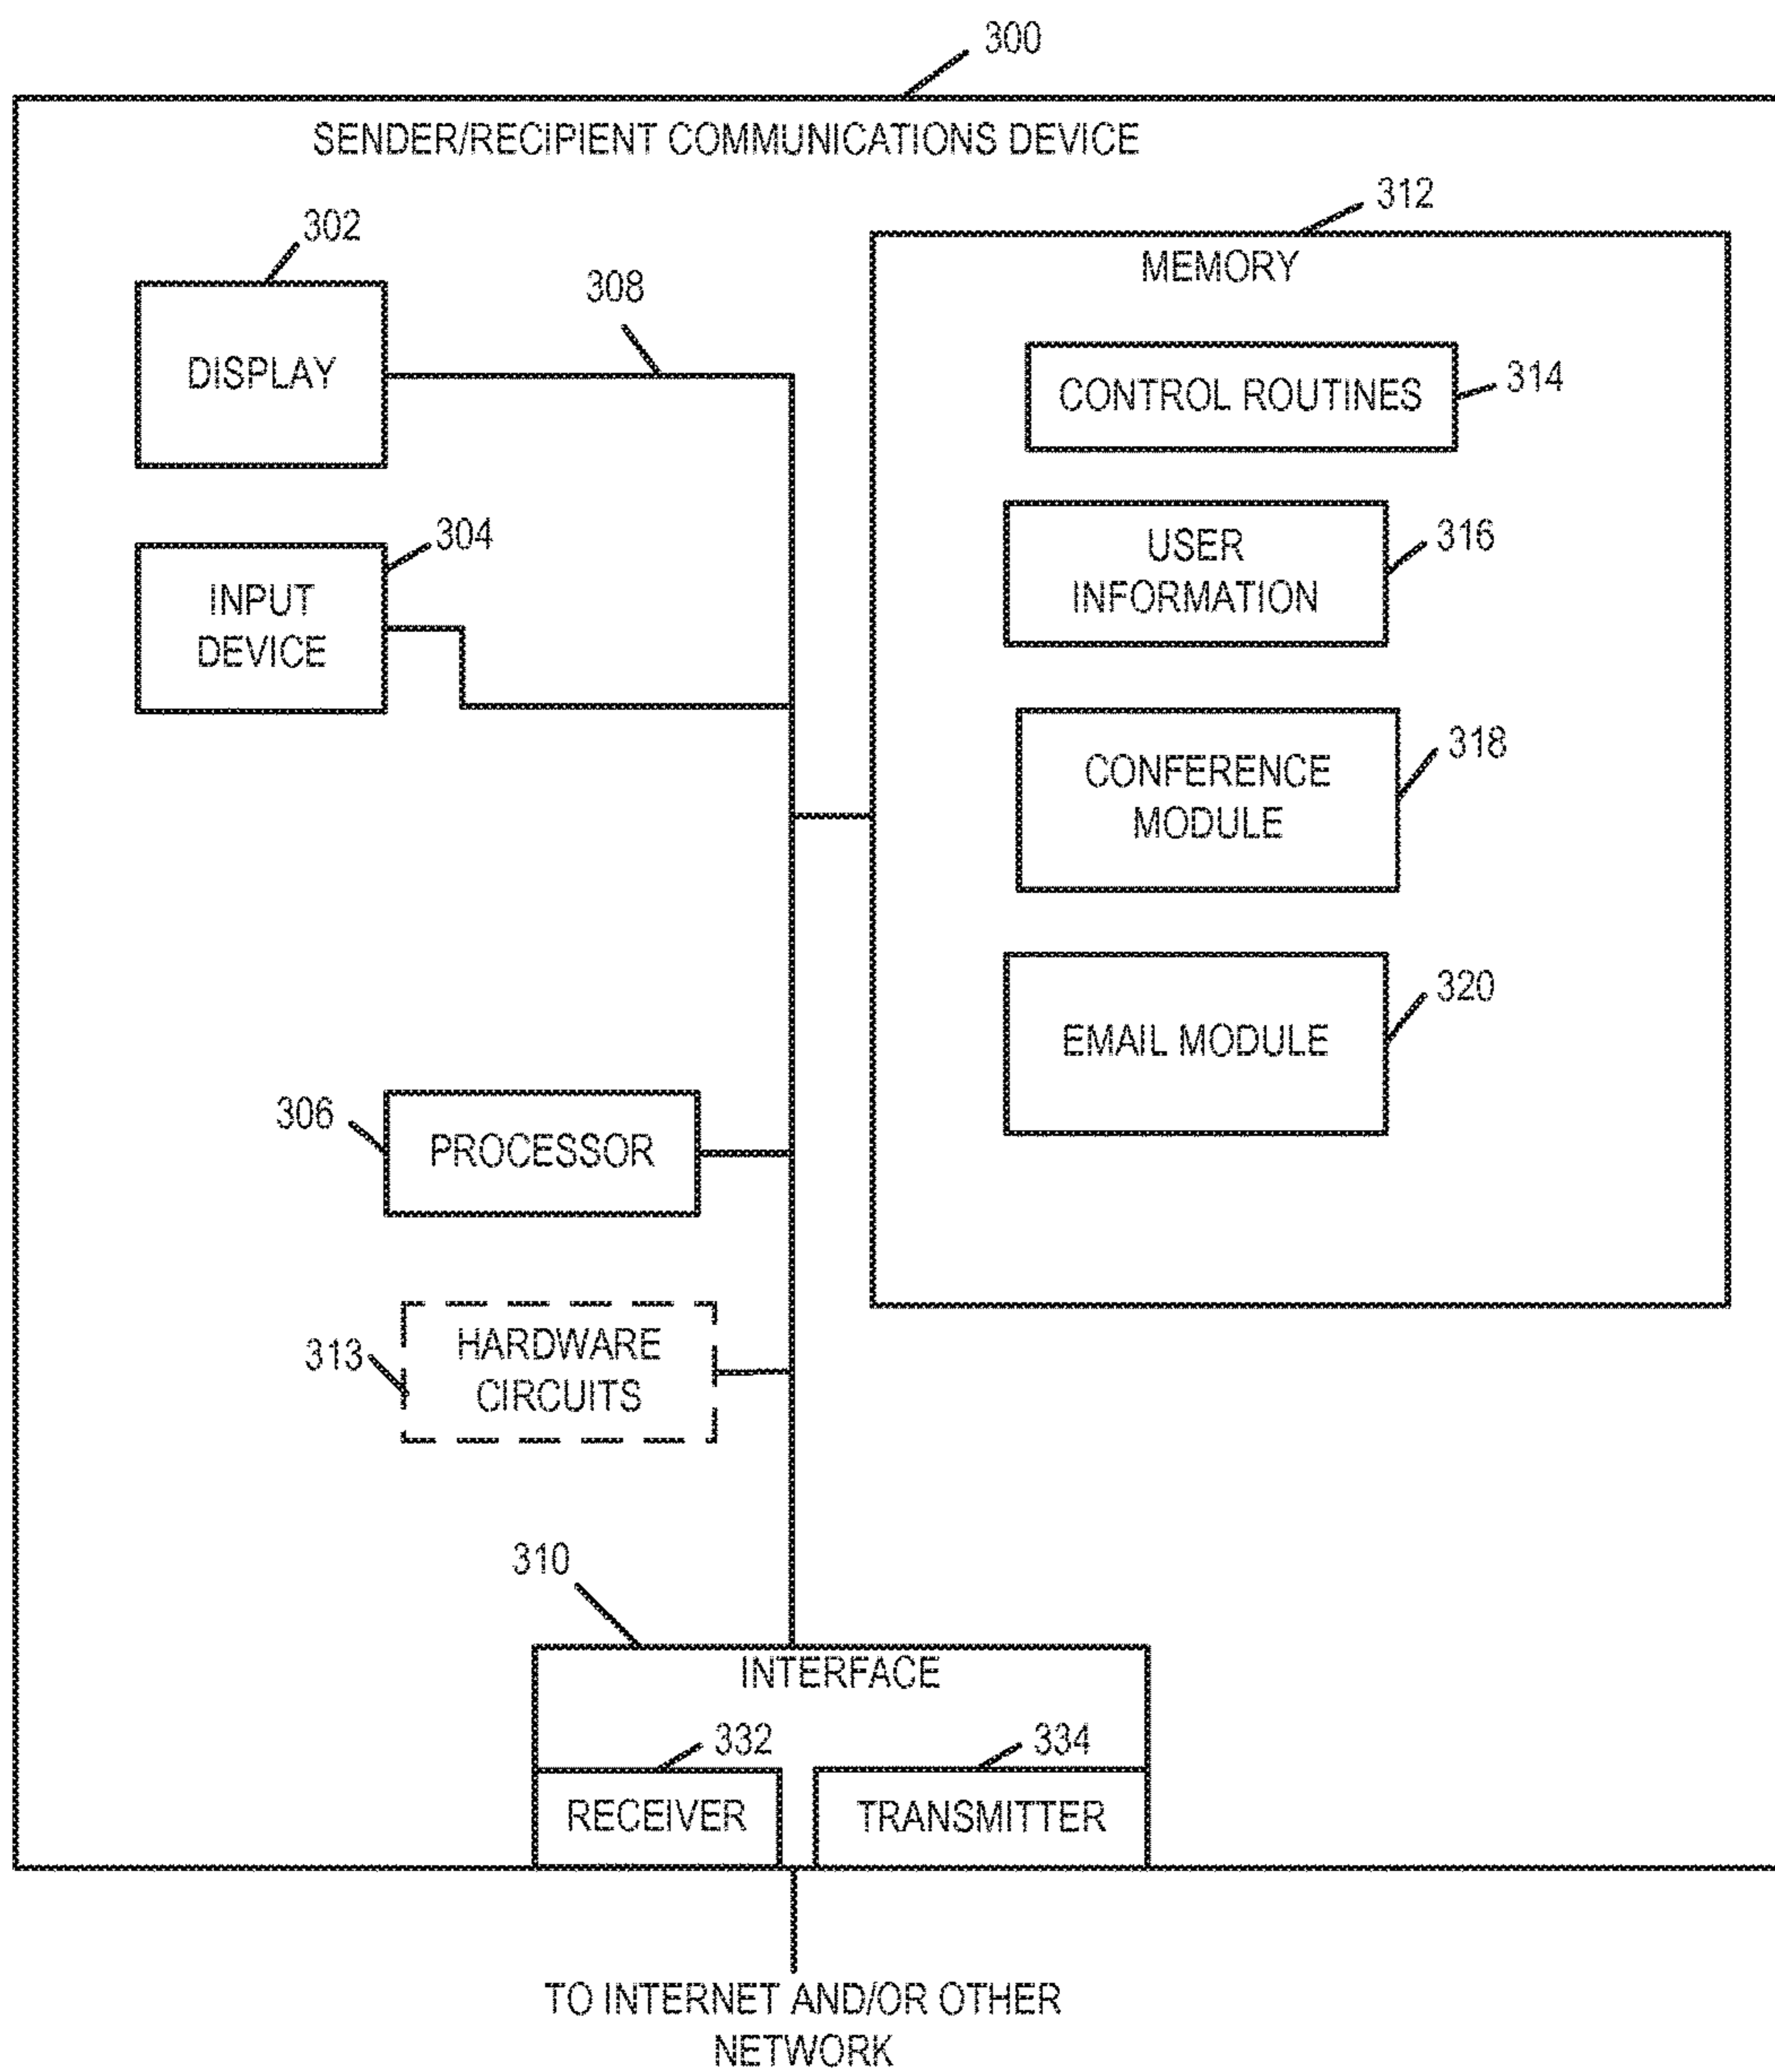 300
SENDER/RECIPIENT COMMUNICATIONS DEVICE
302
308
DISPLAY
304
INPUT
DEVICE
312
MEMORY
CONTROL ROUTINES
314
USER
INFORMATION
316
CONFERENCE
MODULE
318
EMAIL MODULE
320
306
PROCESSOR
313
HARDWARE
CIRCUITS
310
INTERFACE
332
334
RECEIVER
TRANSMITTER
TO INTERNET AND/OR OTHER
NETWORK